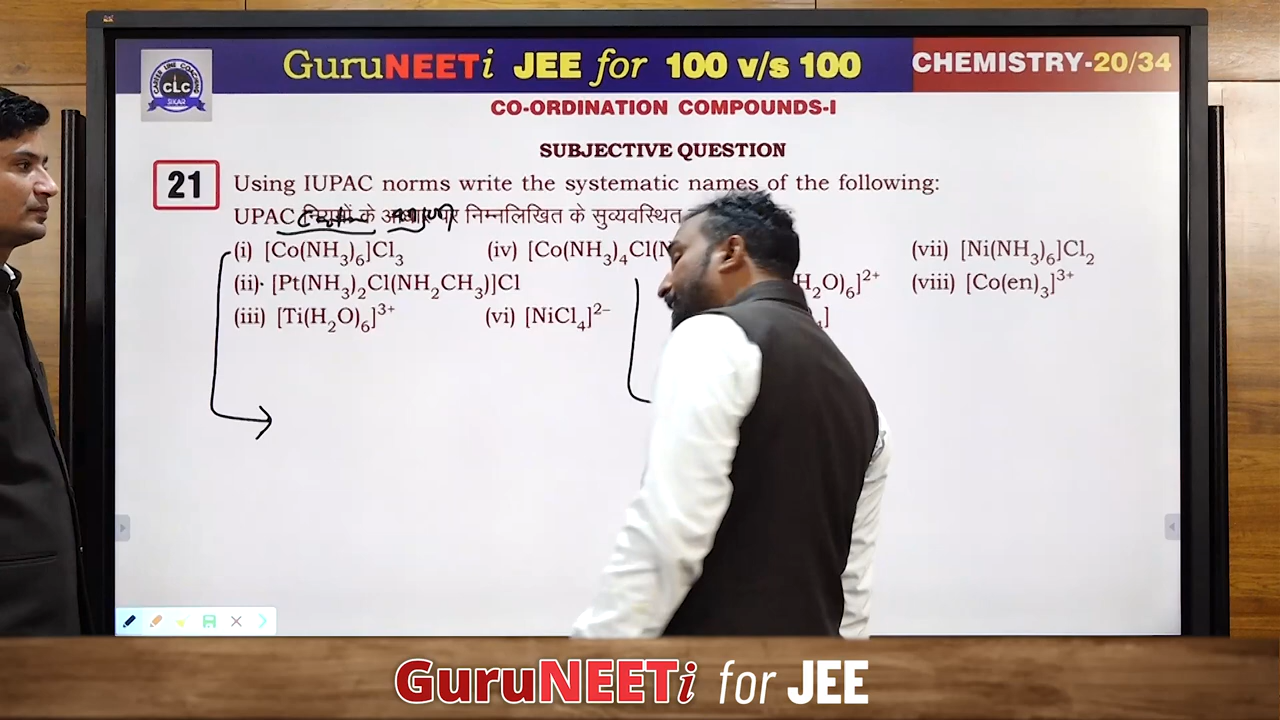 GuruNEETi JEE for 100 v/s 100
CHEMISTRY-20/34
CLC
SIKAR
CO-ORDINATION COMPOUNDS-I
SUBJECTIVE QUESTION
21 Using IUPAC norms write the systematic names of the following:
UPAC नियमों के आधार पर निम्नलिखित के सुव्यवस्थित
(i) [Co(NH₃)₆]Cl₃ (iv) [Co(NH₃)₄Cl(N (vii) [Ni(NH₃)₆]Cl₂
(ii) [Pt(NH₃)₂Cl(NH₂CH₃)]Cl H₂O)₆]²⁺ (viii) [Co(en)₃]³⁺
(iii) [Ti(H₂O)₆]³⁺ (vi) [NiCl₄]²⁻ ]
GuruNEETi for JEE